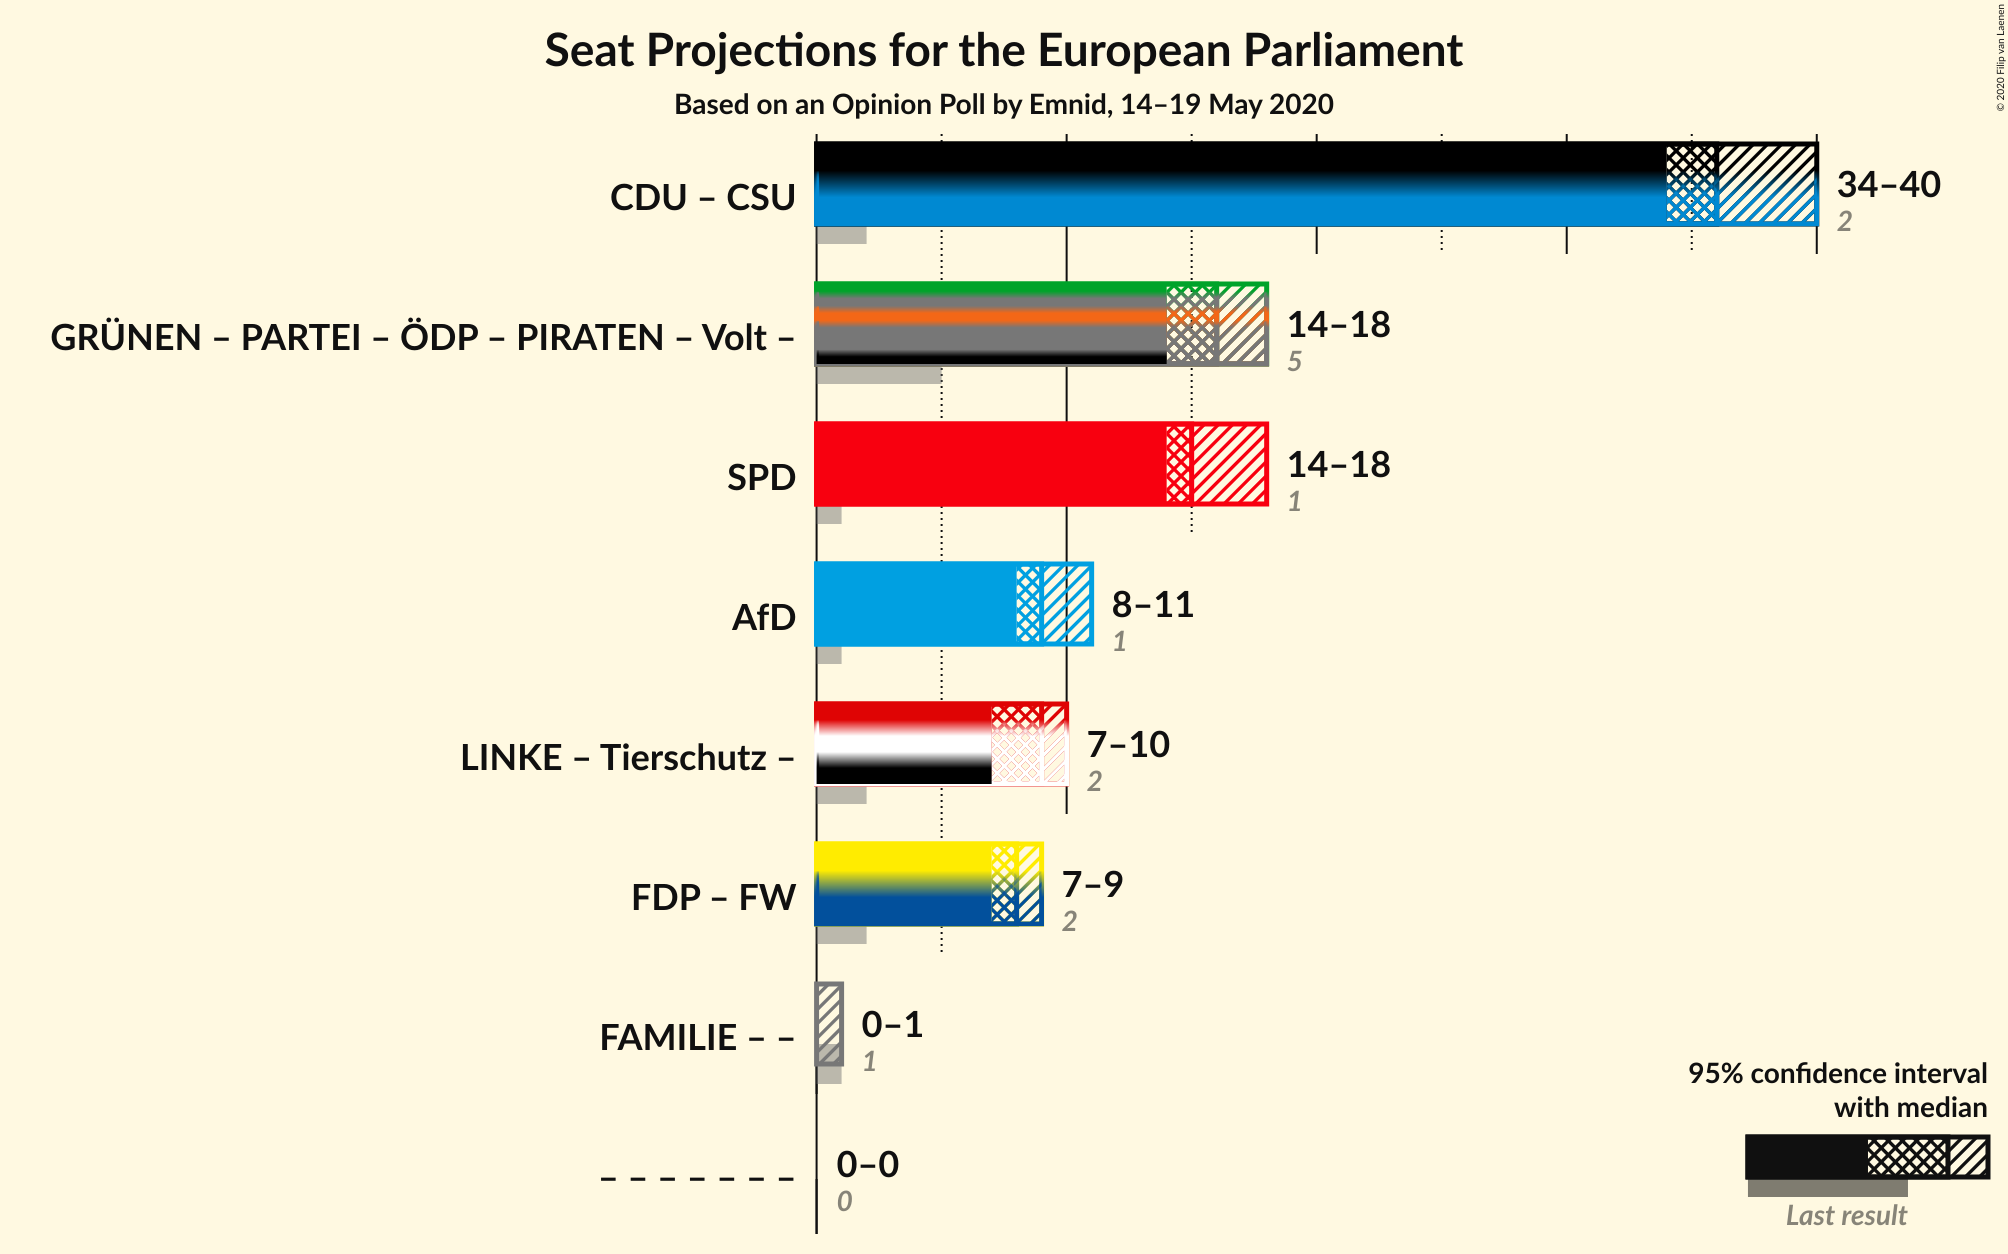 Seat Projections for the European Parliament
Based on an Opinion Poll by Emnid, 14–19 May 2020
© 2020 Filip van Laenen
CDU – CSU
34–40
2
GRÜNEN – PARTEI – ÖDP – PIRATEN – Volt –
14–18
5
SPD
14–18
1
AfD
8–11
1
LINKE – Tierschutz –
7–10
2
FDP – FW
7–9
2
FAMILIE – –
0–1
1
– – – – – – –
0–0
0
95% confidence interval
with median
Last result